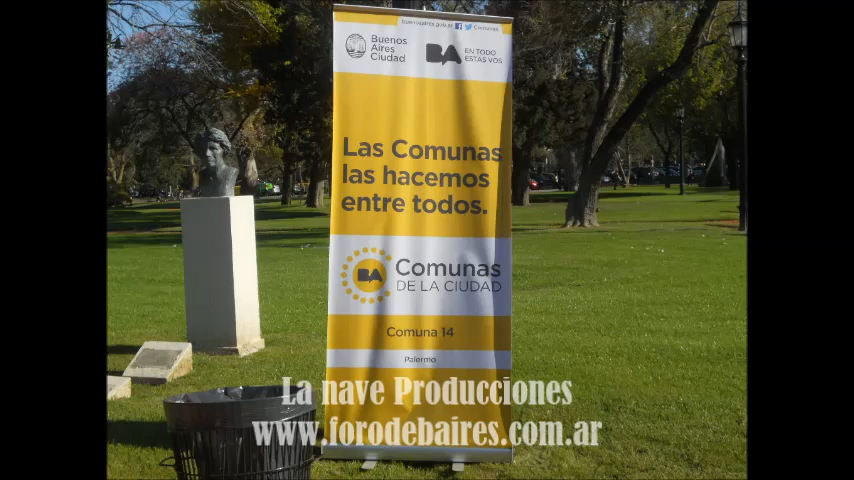 buenosaires.gob.ar Comunas
Buenos
Aires
Ciudad
BA EN TODO
ESTAS VOS
Las Comunas
las hacemos
entre todos.
BA
Comunas
DE LA CIUDAD
Comuna 14
Palermo
La nave Producciones
www.forodebaires.com.ar